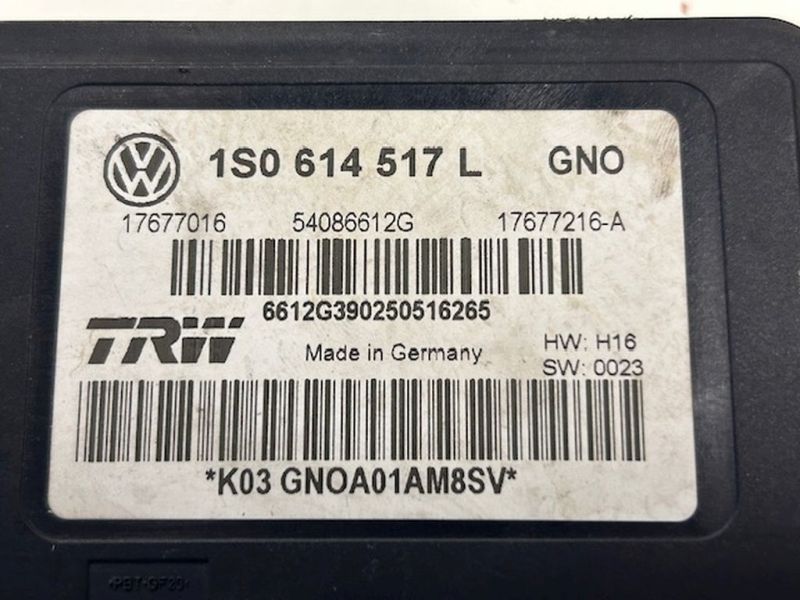 1S0 614 517 L GNO
17677016 54086612G 17677216-A
6612G390250516265
TRW Made in Germany HW: H16
SW: 0023
*K03 GNOA01AM8SV*